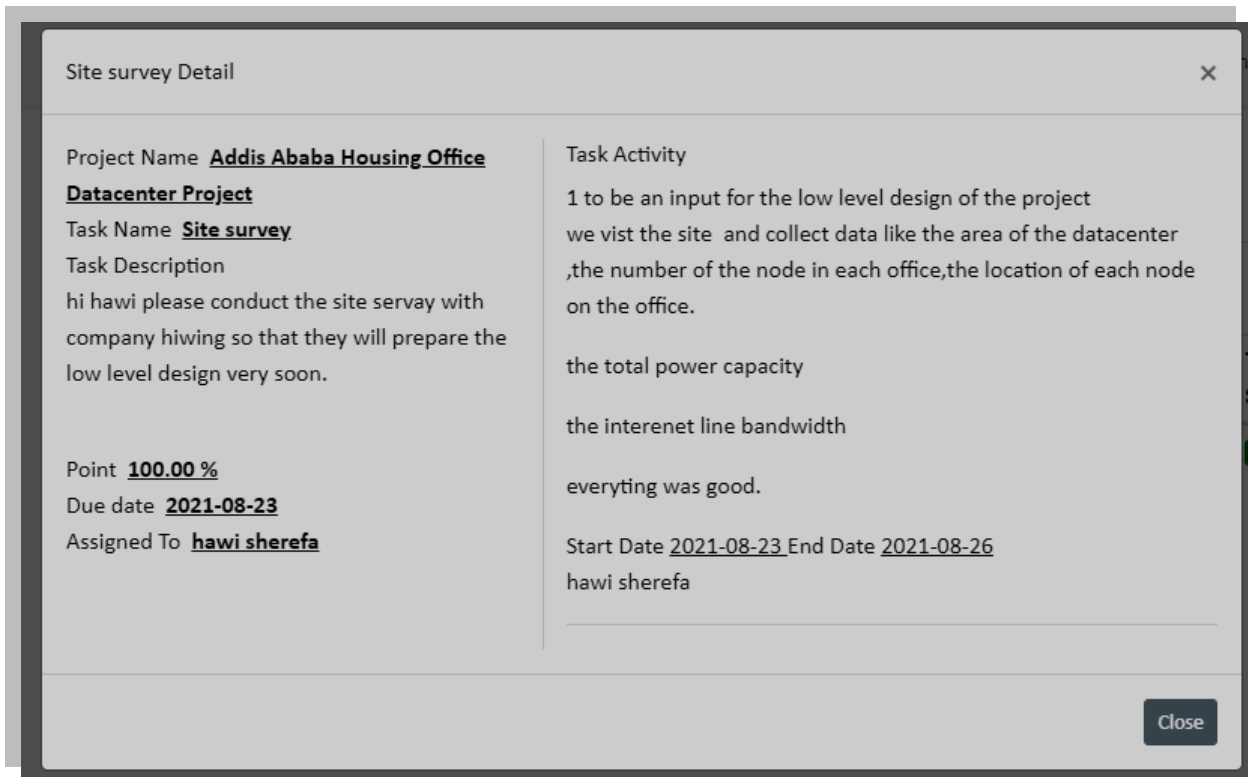 Site survey Detail
×
Project Name Addis Ababa Housing Office
Datacenter Project
Task Name Site survey
Task Description
hi hawi please conduct the site servay with
company hiwing so that they will prepare the
low level design very soon.
Point 100.00 %
Due date 2021-08-23
Assigned To hawi sherefa
Task Activity
1 to be an input for the low level design of the project
we vist the site and collect data like the area of the datacenter
,the number of the node in each office,the location of each node
on the office.
the total power capacity
the interenet line bandwidth
everyting was good.
Start Date 2021-08-23 End Date 2021-08-26
hawi sherefa
Close